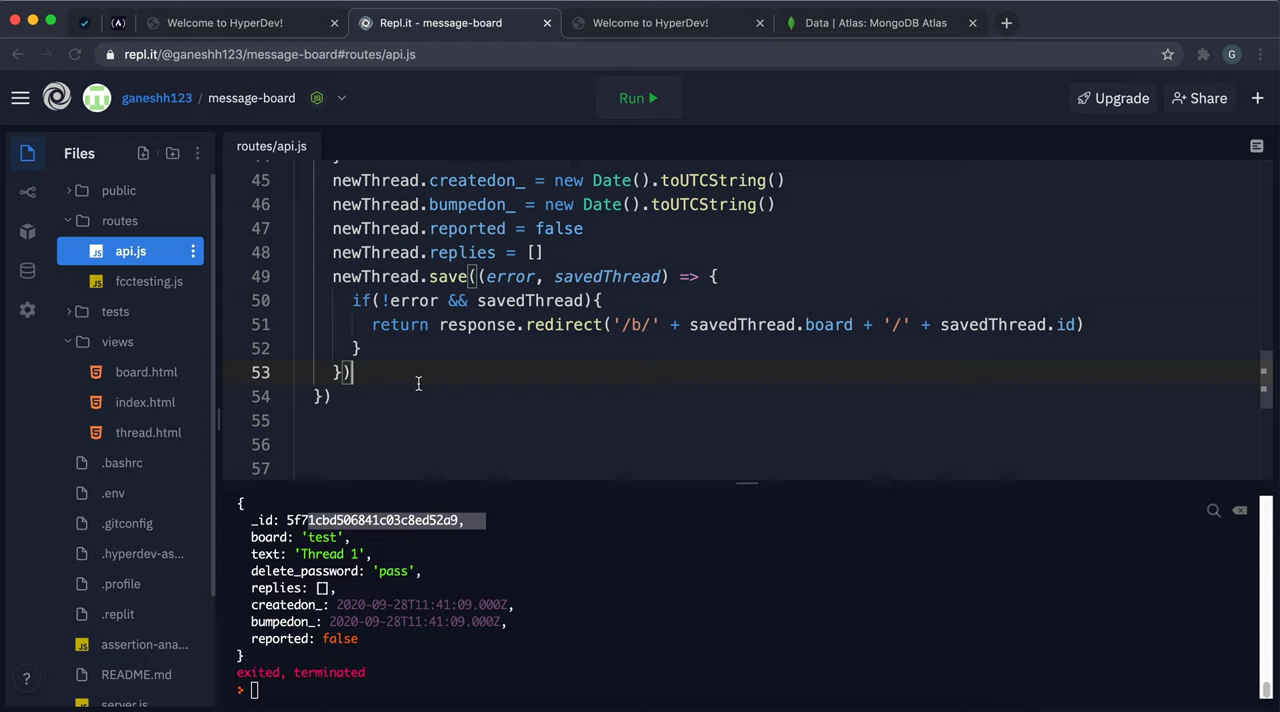 Welcome to HyperDev!
Repl.it - message-board
Welcome to HyperDev!
Data | Atlas: MongoDB Atlas
repl.it/@ganeshh123/message-board#routes/api.js
G
ganeshh123 / message-board
Run
Upgrade
Share
Files
public
routes
api.js
fcctesting.js
tests
views
board.html
index.html
thread.html
.bashrc
.env
.gitconfig
.hyperdev-as...
.profile
.replit
assertion-ana...
README.md
server.js
routes/api.js
45 newThread.createdon_ = new Date().toUTCString()
46 newThread.bumpedon_ = new Date().toUTCString()
47 newThread.reported = false
48 newThread.replies = []
49 newThread.save((error, savedThread) => {
50 if(!error && savedThread){
51 return response.redirect('/b/' + savedThread.board + '/' + savedThread.id)
52 }
53 })
54 })
55
56
57
{
_id: 5f71cbd506841c03c8ed52a9,
board: 'test',
text: 'Thread 1',
delete_password: 'pass',
replies: [],
createdon_: 2020-09-28T11:41:09.000Z,
bumpedon_: 2020-09-28T11:41:09.000Z,
reported: false
}
exited, terminated
>
?